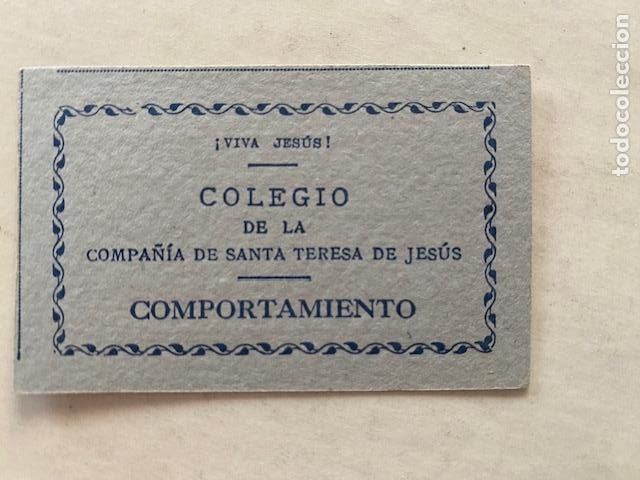 ¡VIVA JESÚS!
COLEGIO
DE LA
COMPAÑÍA DE SANTA TERESA DE JESÚS
COMPORTAMIENTO
todocoleccion